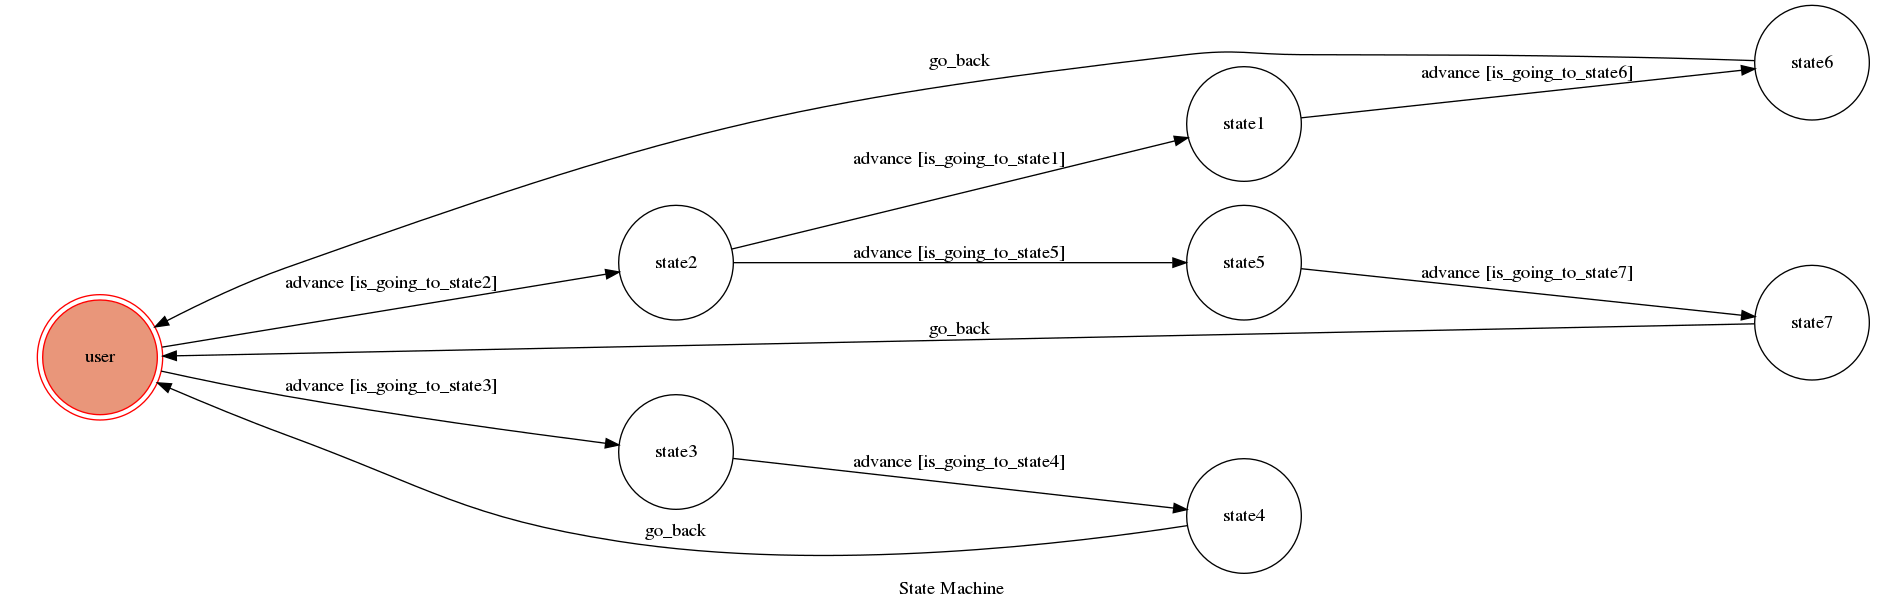 go_back
advance [is_going_to_state6]
state6
state1
advance [is_going_to_state1]
advance [is_going_to_state2]
state2
advance [is_going_to_state5]
state5
advance [is_going_to_state7]
state7
go_back
user
advance [is_going_to_state3]
state3
advance [is_going_to_state4]
state4
go_back
State Machine